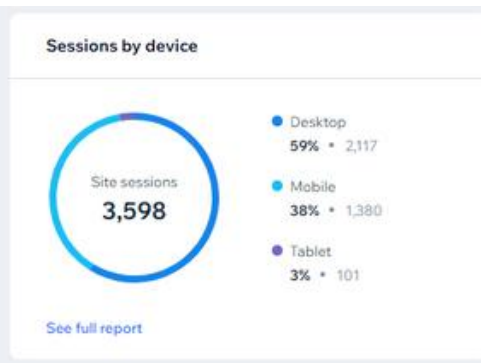 Sessions by device
Site sessions
3,598
Desktop
59% • 2,117
Mobile
38% • 1,380
Tablet
3% • 101
See full report